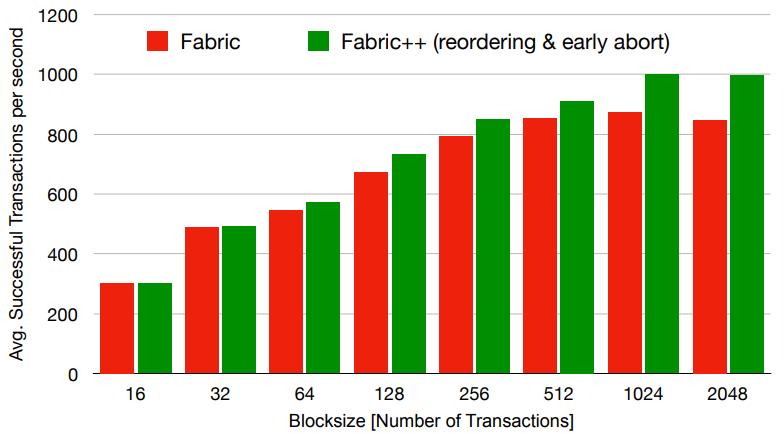 Fabric
Fabric++ (reordering & early abort)
Avg. Successful Transactions per second
1200
1000
800
600
400
200
0
16 32 64 128 256 512 1024 2048
Blocksize [Number of Transactions]